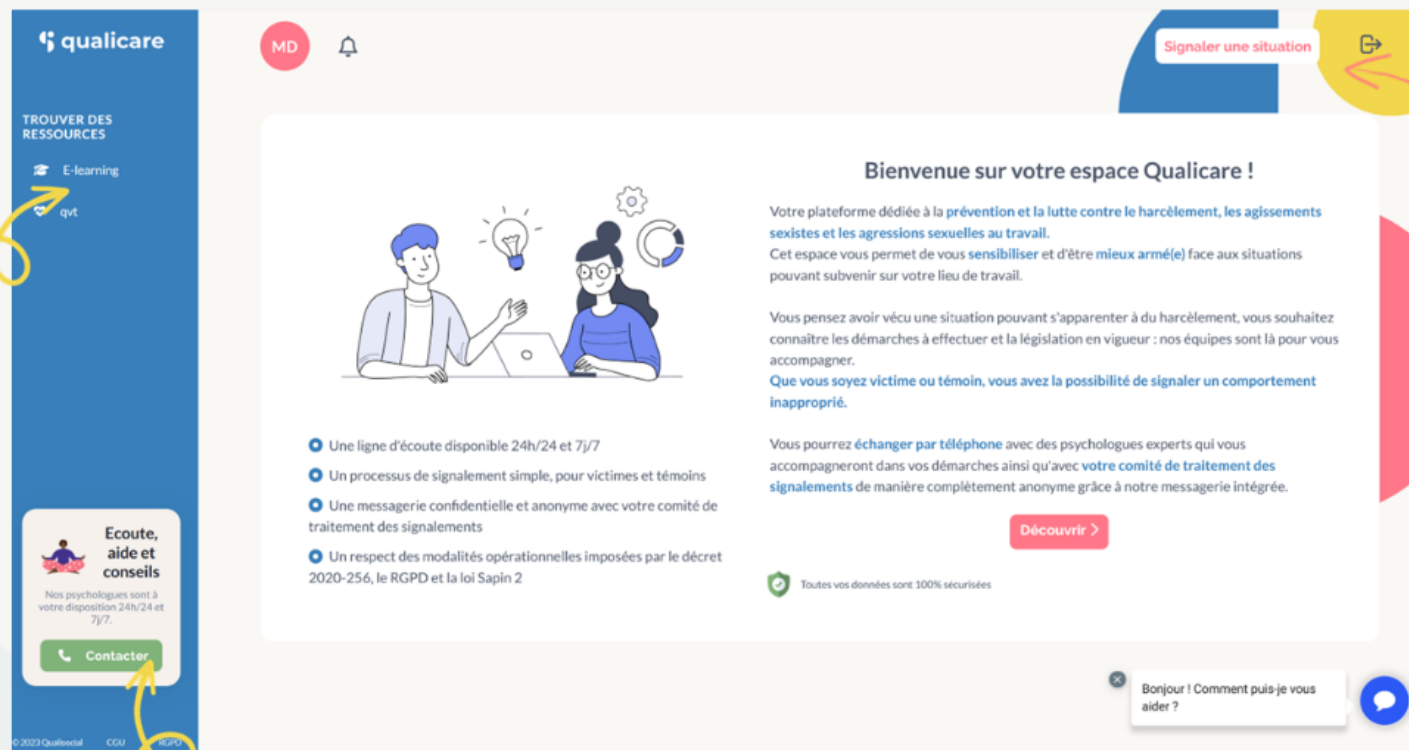 qualicare
MD
Signaler une situation
TROUVER DES
RESSOURCES
E-learning
qvt
Bienvenue sur votre espace Qualicare !
Votre plateforme dédiée à la prévention et la lutte contre le harcèlement, les agissements
sexistes et les agressions sexuelles au travail.
Cet espace vous permet de vous sensibiliser et d'être mieux armé(e) face aux situations
pouvant subvenir sur votre lieu de travail.
Vous pensez avoir vécu une situation pouvant s'apparenter à du harcèlement, vous souhaitez
connaître les démarches à effectuer et la législation en vigueur : nos équipes sont là pour vous
accompagner.
Que vous soyez victime ou témoin, vous avez la possibilité de signaler un comportement
inapproprié.
Vous pourrez échanger par téléphone avec des psychologues experts qui vous
accompagneront dans vos démarches ainsi qu'avec votre comité de traitement des
signalements de manière complètement anonyme grâce à notre messagerie intégrée.
Découvrir >
Toutes vos données sont 100% sécurisées
Une ligne d'écoute disponible 24h/24 et 7j/7
Un processus de signalement simple, pour victimes et témoins
Une messagerie confidentielle et anonyme avec votre comité de
traitement des signalements
Un respect des modalités opérationnelles imposées par le décret
2020-256, le RGPD et la loi Sapin 2
Ecoute,
aide et
conseils
Nos psychologues sont à
votre disposition 24h/24 et
7j/7.
Contacter
© 2023 Qualisocial CGU RGPD
Bonjour ! Comment puis-je vous
aider ?